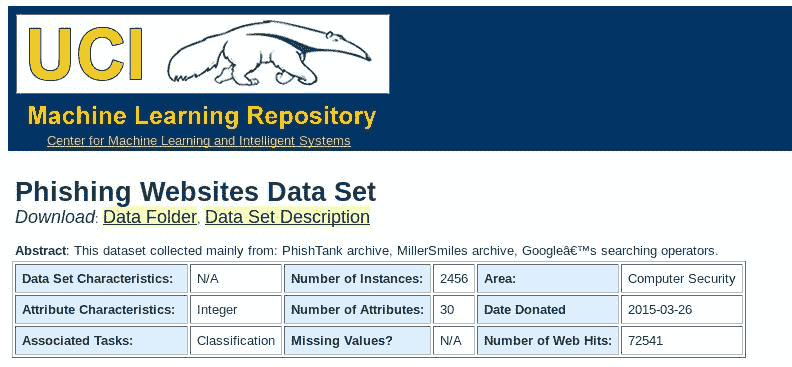 UCI
Machine Learning Repository
Center for Machine Learning and Intelligent Systems
Phishing Websites Data Set
Download: Data Folder, Data Set Description
Abstract: This dataset collected mainly from: PhishTank archive, MillerSmiles archive, Googleâ€™s searching operators.
Data Set Characteristics: N/A Number of Instances: 2456 Area: Computer Security
Attribute Characteristics: Integer Number of Attributes: 30 Date Donated 2015-03-26
Associated Tasks: Classification Missing Values? N/A Number of Web Hits: 72541